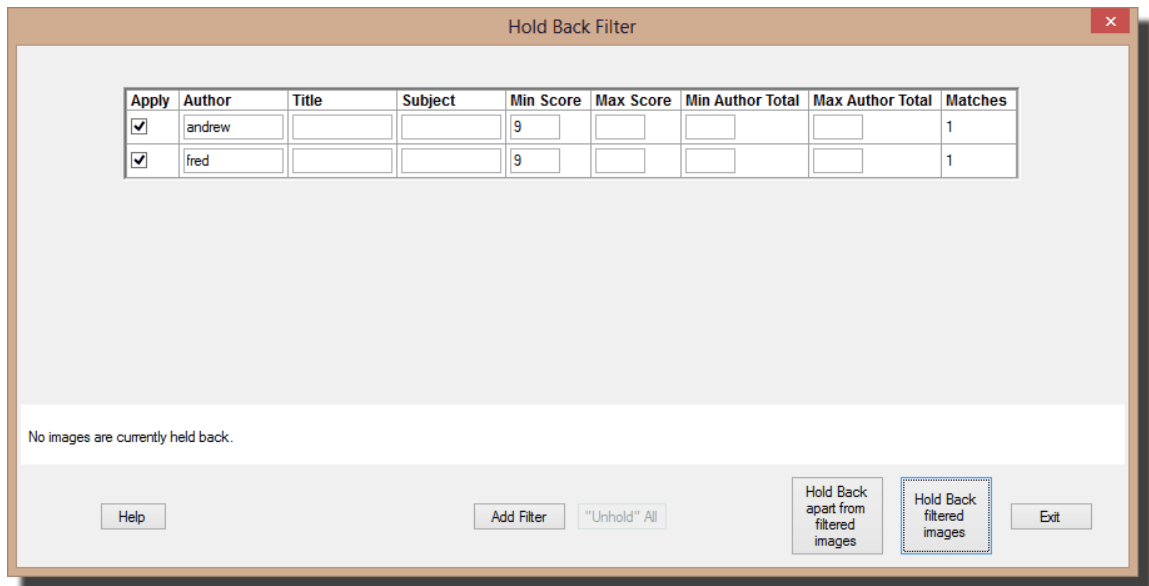 Hold Back Filter
Apply Author Title Subject Min Score Max Score Min Author Total Max Author Total Matches
andrew 9 1
fred 9 1
No images are currently held back.
Help Add Filter "Unhold" All Hold Back apart from filtered images Hold Back filtered images Exit